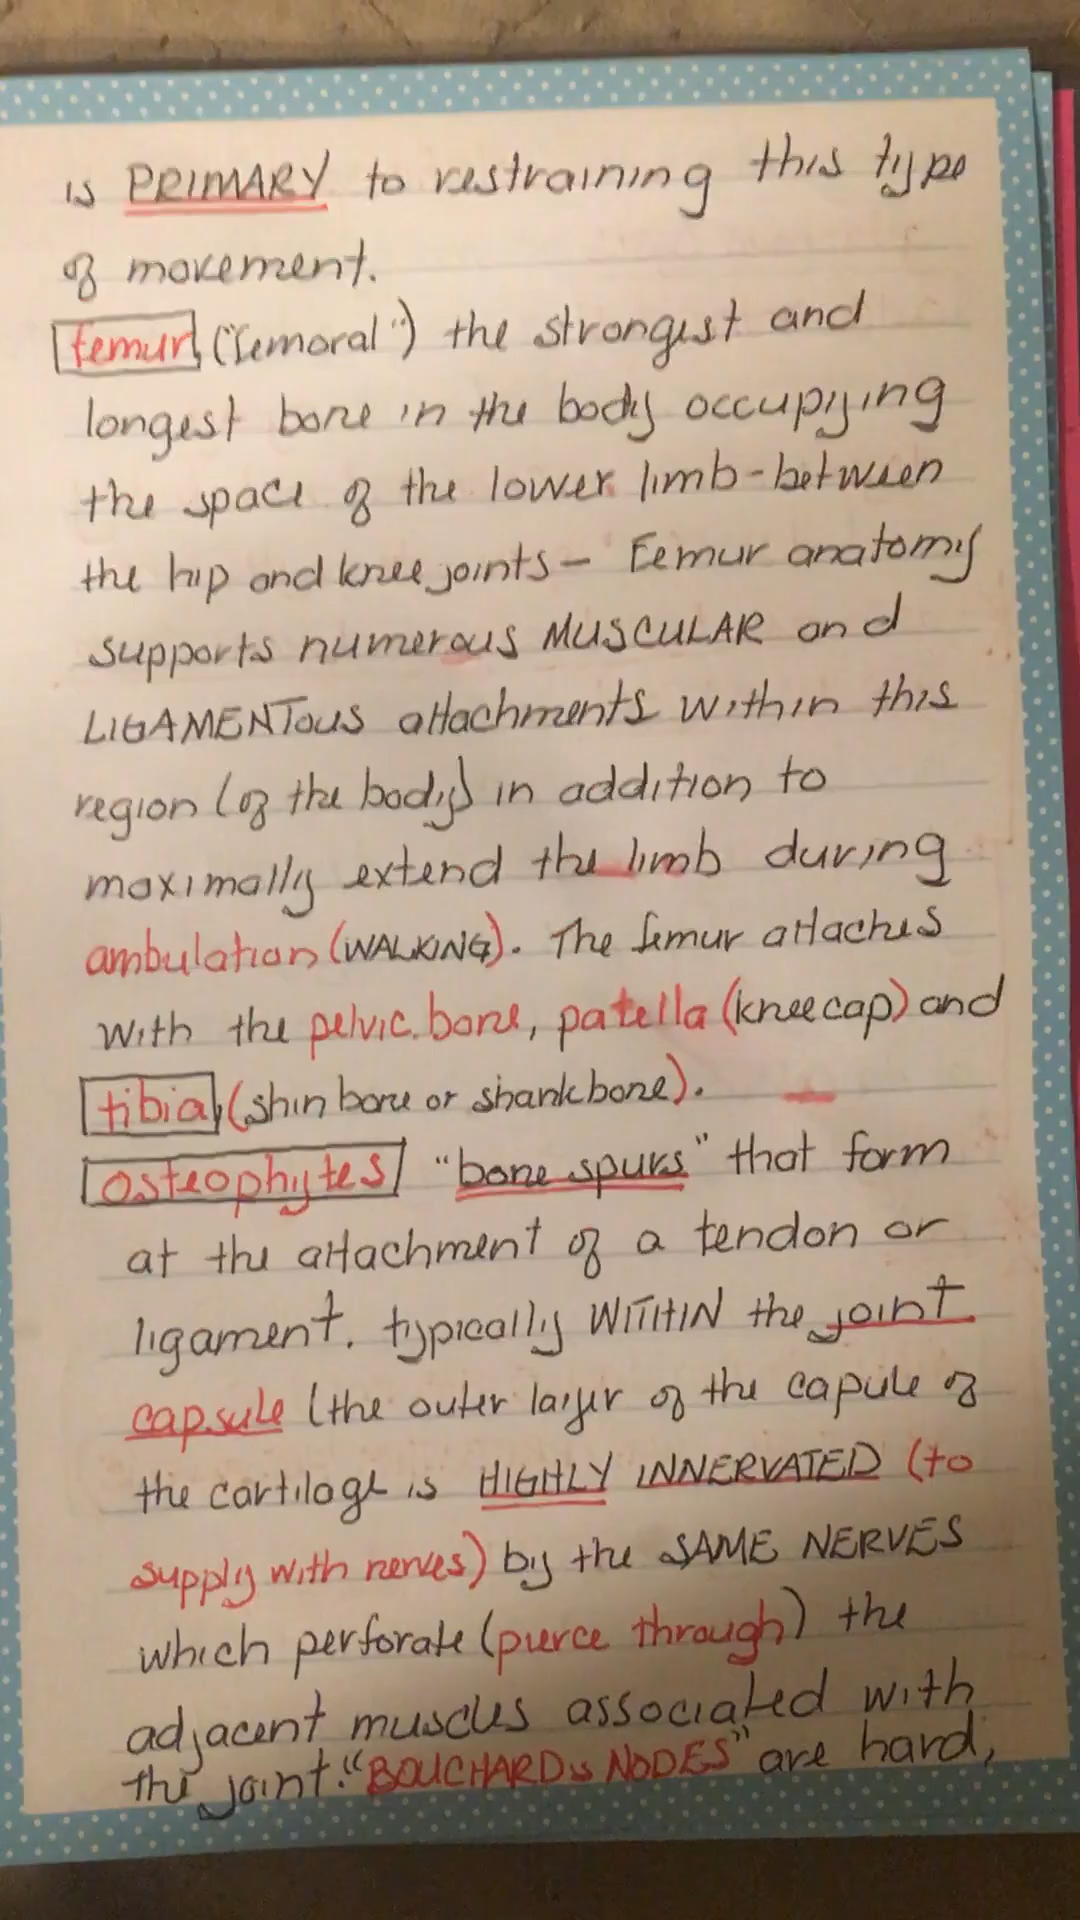 is PRIMARY to restraining this type
of movement.
femur, ("femoral") the strongest and
longest bone in the body occupying
the space of the lower limb-between
the hip and knee joints- Femur anatomy
supports numerous MUSCULAR and
LIGAMENTOUS attachments within this
region (of the body) in addition to
maximally extend the limb during
ambulation (WALKING). The femur attaches
with the pelvic bone, patella (kneecap) and
tibia, (shin bone or shank bone).
osteophytes "bone spurs" that form
at the attachment of a tendon or
ligament. typically WITHIN the joint
capsule (the outer layer of the capule of
the cartilage is HIGHLY INNERVATED (to
supply with nerves) by the SAME NERVES
which perforate (pierce through) the
adjacent muscles associated with
the joint. "BOUCHARDs NODES" are hard,